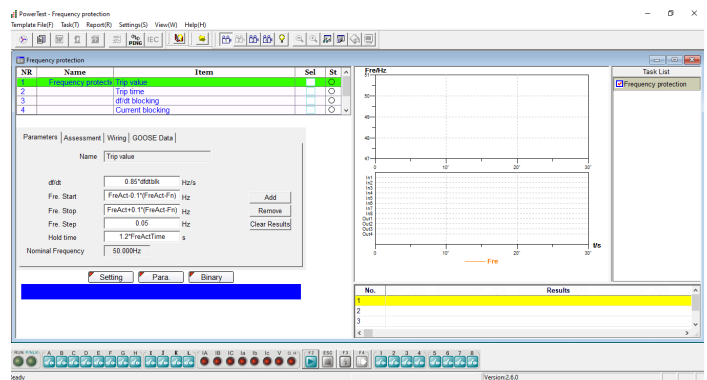 PowerTest - Frequency protection
Template File(F) Task(T) Report(R) Settings(S) View(W) Help(H)
PING IEC
Frequency protection
NR Name Item Sel St
1 Frequency protecti Trip value
2 Trip time
3 df/dt blocking
4 Current blocking
Parameters Assessment Wiring GOOSE Data
Name Trip value
df/dt 0.85*dfdtblk Hz/s
Fre. Start FreAct-0.1*(FreAct-Fn) Hz Add
Fre. Stop FreAct+0.1*(FreAct-Fn) Hz Remove
Fre. Step 0.05 Hz Clear Results
Hold time 1.2*FreActTime s
Nominal Frequency 50.000Hz
Setting Para. Binary
Fre/Hz
51
50
49
48
47
0 10' 20' 30'
In1
In2
In3
In4
In5
In6
In7
In8
Out1
Out2
Out3
Out4
t/s
0 10' 20' 30'
Fre
Task List
Frequency protection
No. Results
1
2
3
A B C D E F G H I J K L IA IB IC Ia Ib Ic V F2 ESC F3 F4 1 2 3 4 5 6 7 8
Ready Version:2.6.0